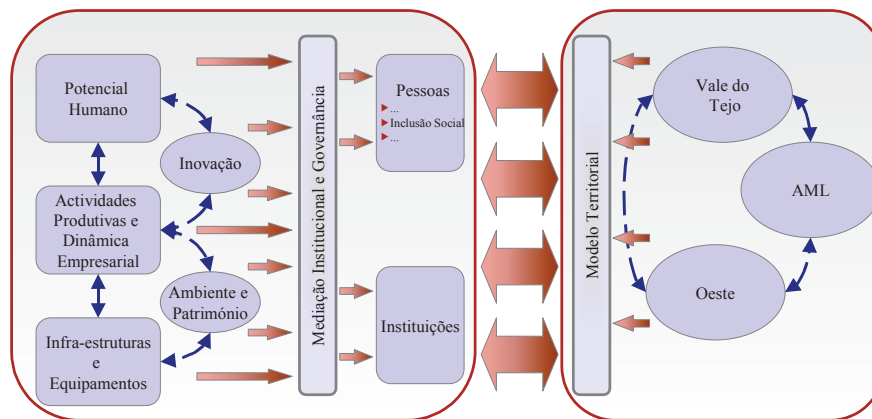 Potencial
Humano
Inovação
Actividades
Produtivas e
Dinâmica
Empresarial
Ambiente e
Património
Infra-estruturas
e
Equipamentos
Mediação Institucional e Governância
Pessoas
...
Inclusão Social
...
Instituições
Modelo Territorial
Vale do
Tejo
AML
Oeste